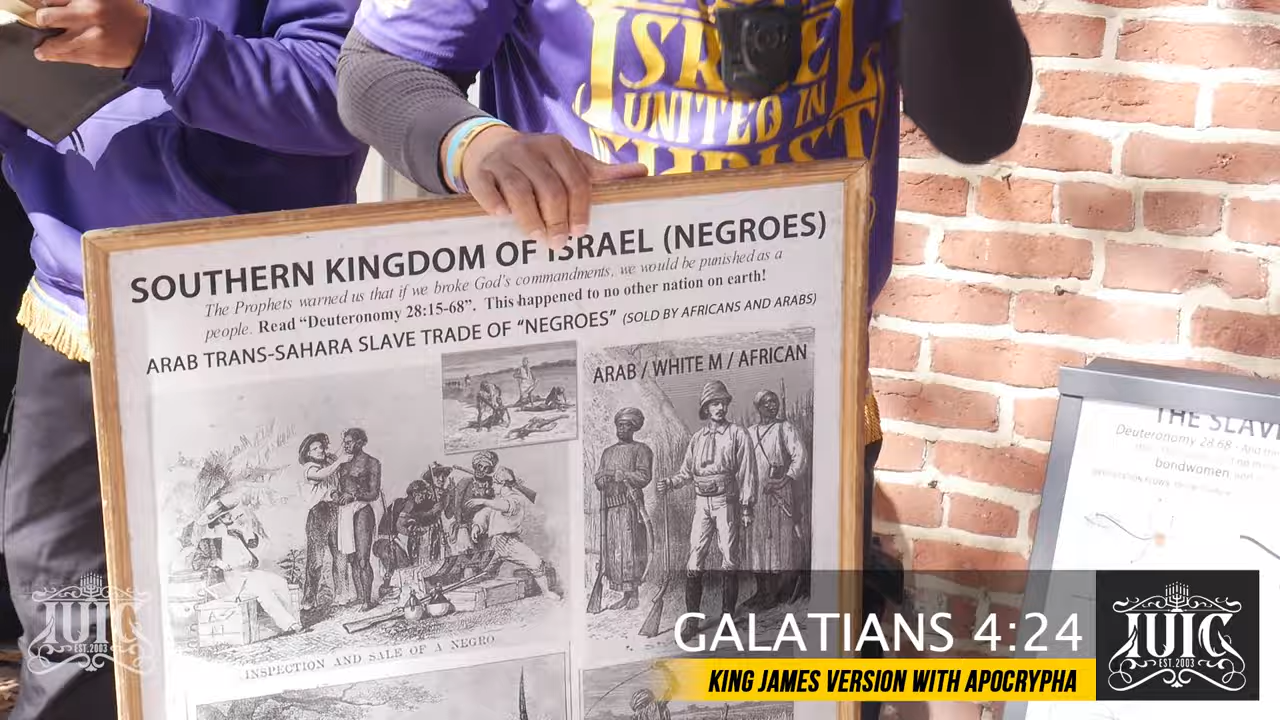 ISRAEL
UNITED IN
CHRIST
SOUTHERN KINGDOM OF ISRAEL (NEGROES)
The Prophets warned us that if we broke God's commandments, we would be punished as a
people. Read “Deuteronomy 28:15-68”. This happened to no other nation on earth!
ARAB TRANS-SAHARA SLAVE TRADE OF “NEGROES” (SOLD BY AFRICANS AND ARABS)
ARAB / WHITE M / AFRICAN
INSPECTION AND SALE OF A NEGRO
THE SLAV
Deuteronomy 28:68 - And th
bondwomen and
GALATIANS 4:24
KING JAMES VERSION WITH APOCRYPHA
IUIC
EST. 2003
IUIC
EST. 2003